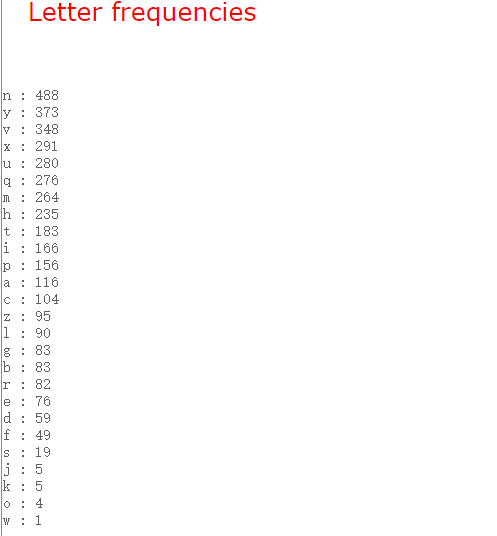 Letter frequencies
n : 488
y : 373
v : 348
x : 291
u : 280
q : 276
m : 264
h : 235
t : 183
i : 166
p : 156
a : 116
c : 104
z : 95
l : 90
g : 83
b : 83
r : 82
e : 76
d : 59
f : 49
s : 19
j : 5
k : 5
o : 4
w : 1